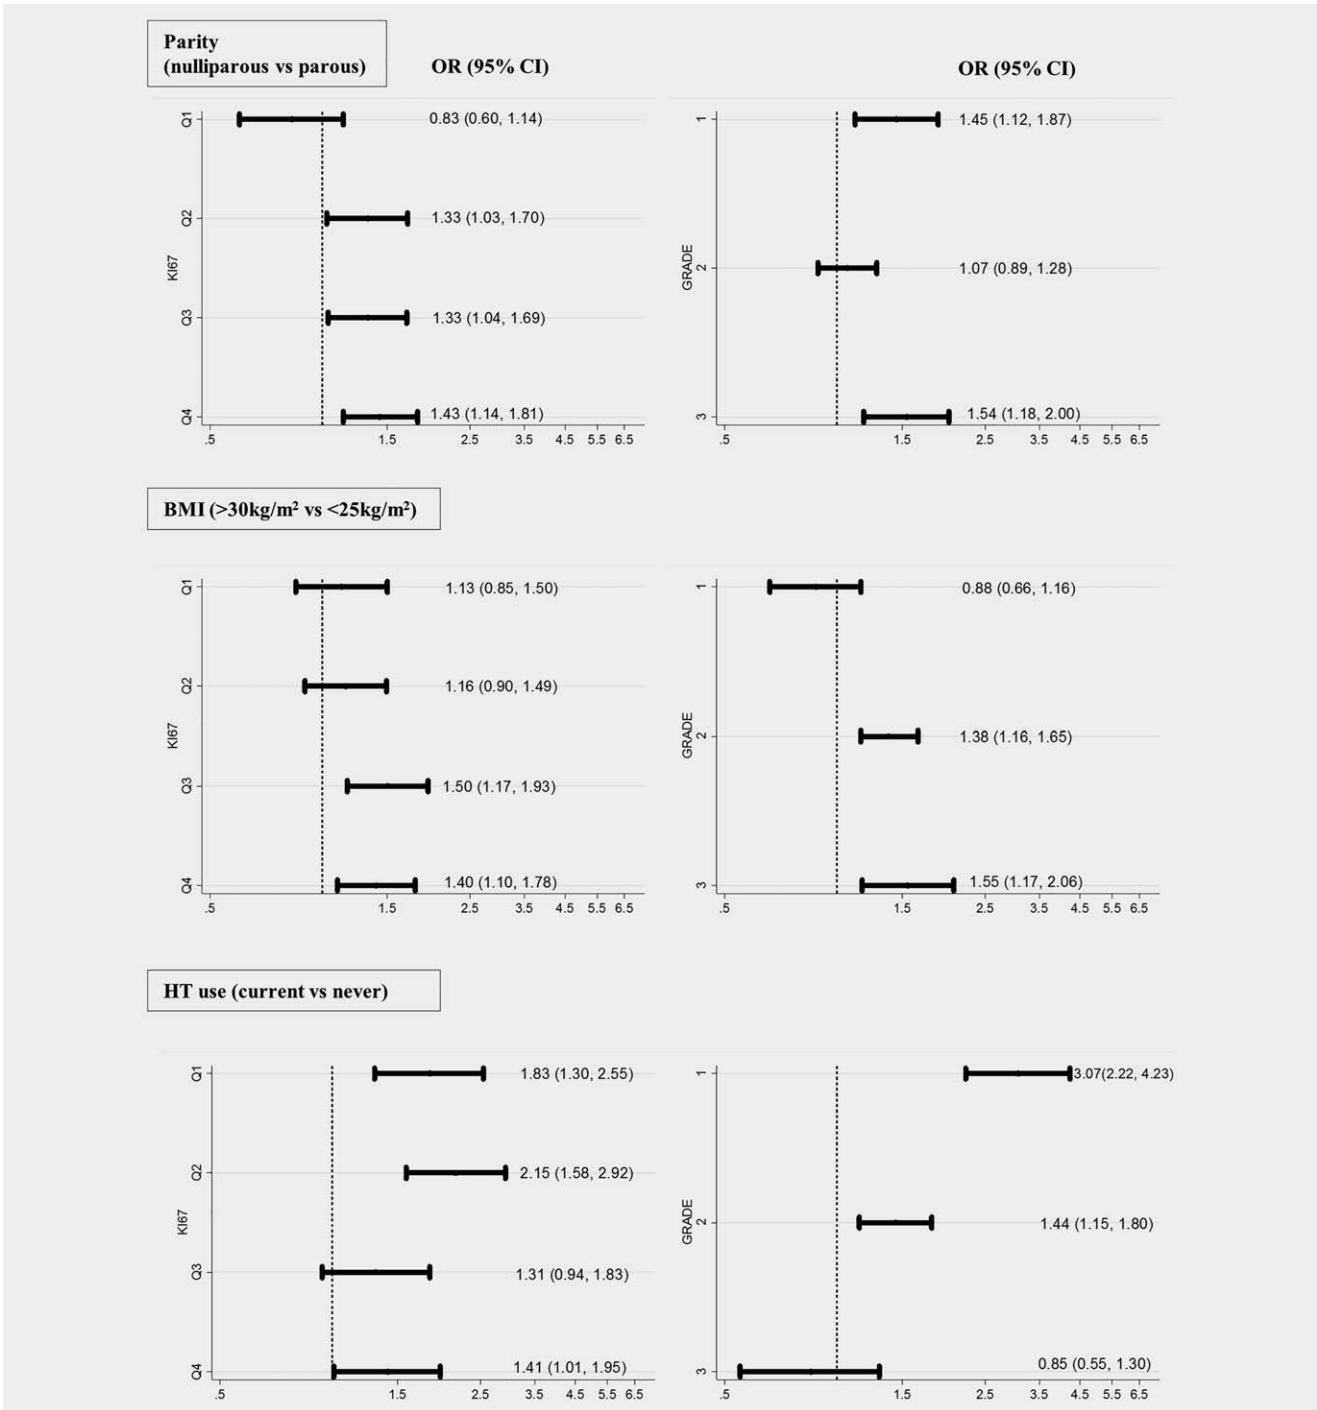 Parity
(nulliparous vs parous)
OR (95% CI)
OR (95% CI)
KI67
Q1
0.83 (0.60, 1.14)
Q2
1.33 (1.03, 1.70)
Q3
1.33 (1.04, 1.69)
Q4
1.43 (1.14, 1.81)
.5 1.5 2.5 3.5 4.5 5.5 6.5
GRADE
1
1.45 (1.12, 1.87)
2
1.07 (0.89, 1.28)
3
1.54 (1.18, 2.00)
.5 1.5 2.5 3.5 4.5 5.5 6.5
BMI (>30kg/m² vs <25kg/m²)
KI67
Q1
1.13 (0.85, 1.50)
Q2
1.16 (0.90, 1.49)
Q3
1.50 (1.17, 1.93)
Q4
1.40 (1.10, 1.78)
.5 1.5 2.5 3.5 4.5 5.5 6.5
GRADE
1
0.88 (0.66, 1.16)
2
1.38 (1.16, 1.65)
3
1.55 (1.17, 2.06)
.5 1.5 2.5 3.5 4.5 5.5 6.5
HT use (current vs never)
KI67
Q1
1.83 (1.30, 2.55)
Q2
2.15 (1.58, 2.92)
Q3
1.31 (0.94, 1.83)
Q4
1.41 (1.01, 1.95)
.5 1.5 2.5 3.5 4.5 5.5 6.5
GRADE
1
3.07(2.22, 4.23)
2
1.44 (1.15, 1.80)
3
0.85 (0.55, 1.30)
.5 1.5 2.5 3.5 4.5 5.5 6.5